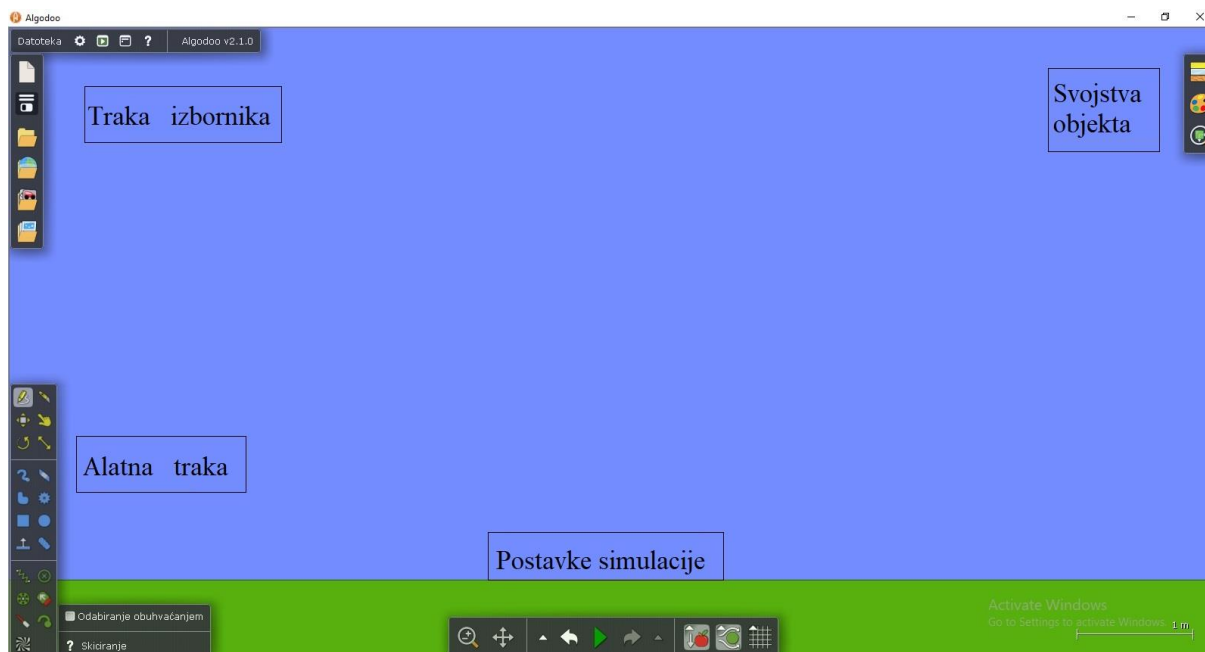 Algodoo
Datoteka ? Algodoo v2.1.0
Traka izbornika
Svojstva
objekta
Alatna traka
Postavke simulacije
Odabiranje obuhvaćanjem
? Skiciranje
Activate Windows
Go to Settings to activate Windows.
1 m